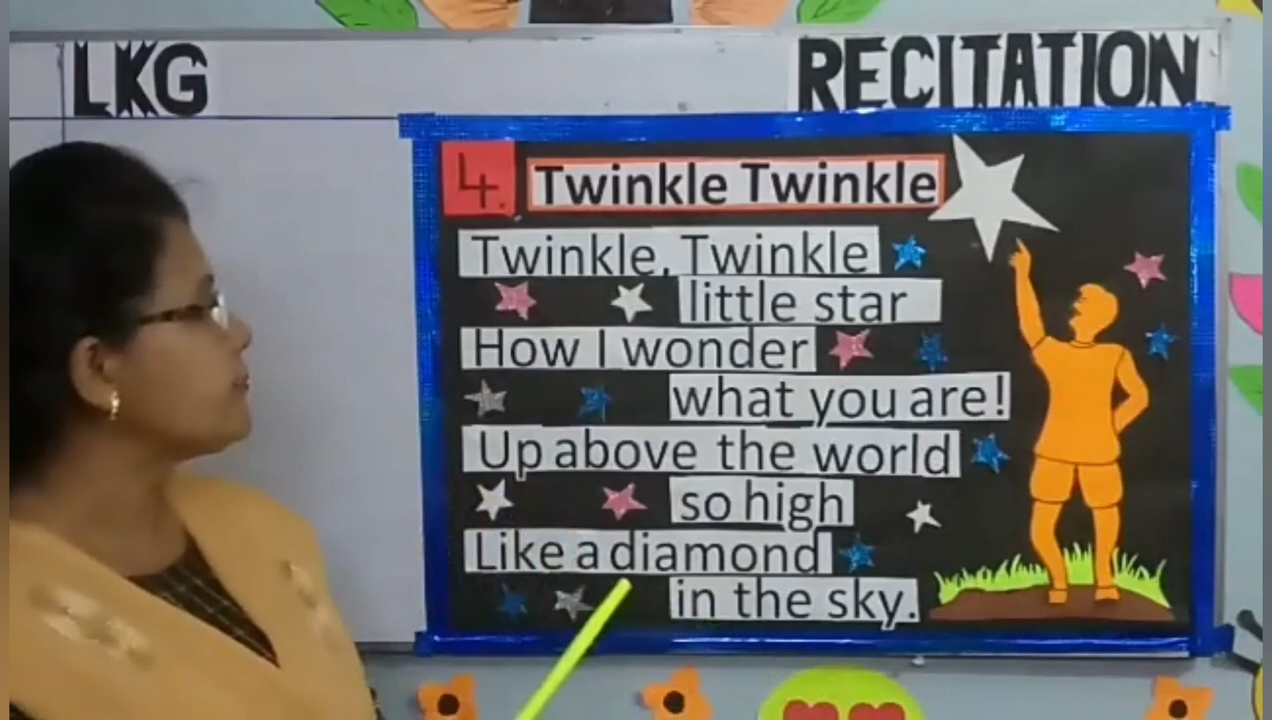 LKG
RECITATION
4. Twinkle Twinkle
Twinkle, Twinkle
little star
How I wonder
what you are!
Up above the world
so high
Like a diamond
in the sky.